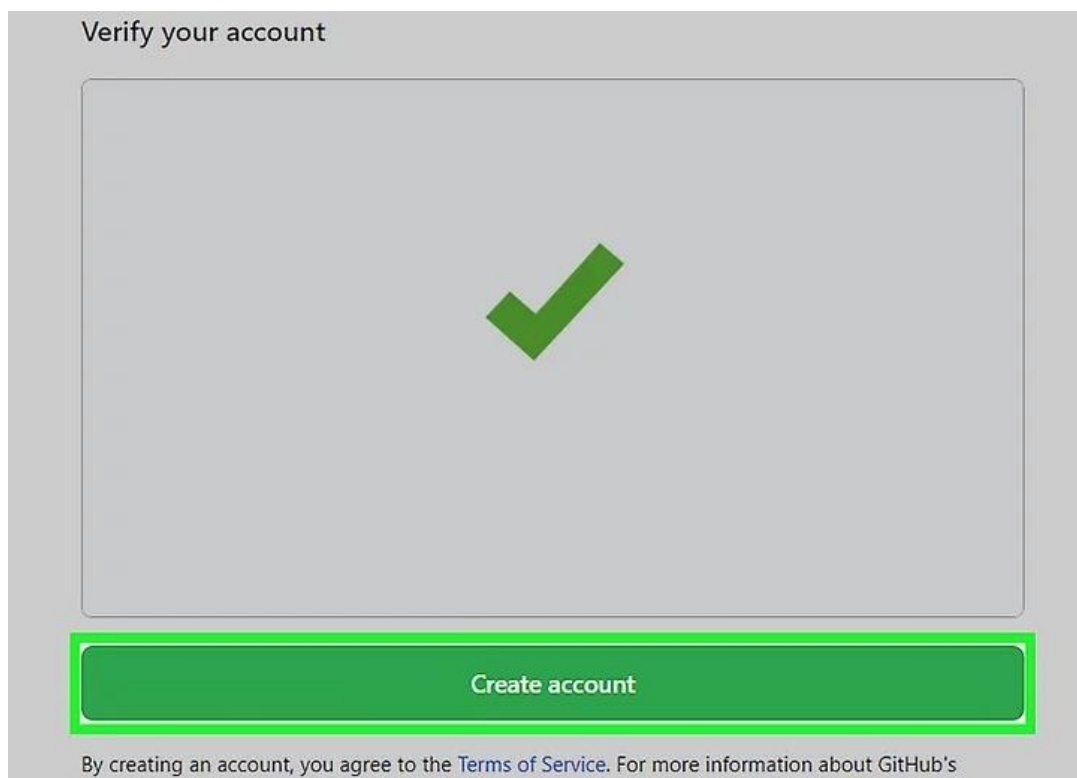 Verify your account
Create account
By creating an account, you agree to the Terms of Service. For more information about GitHub's